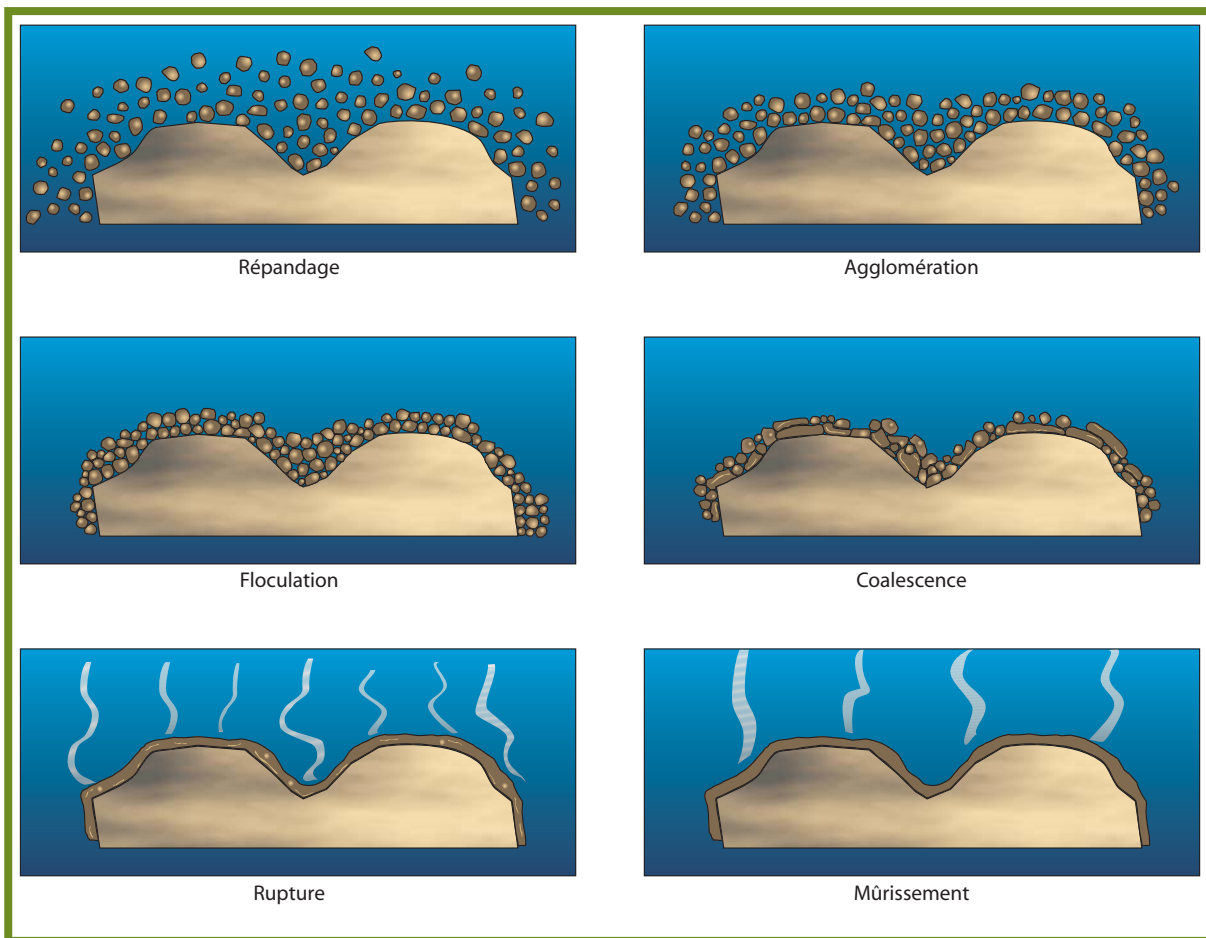 Répandage
Agglomération
Floculation
Coalescence
Rupture
Mûrissement